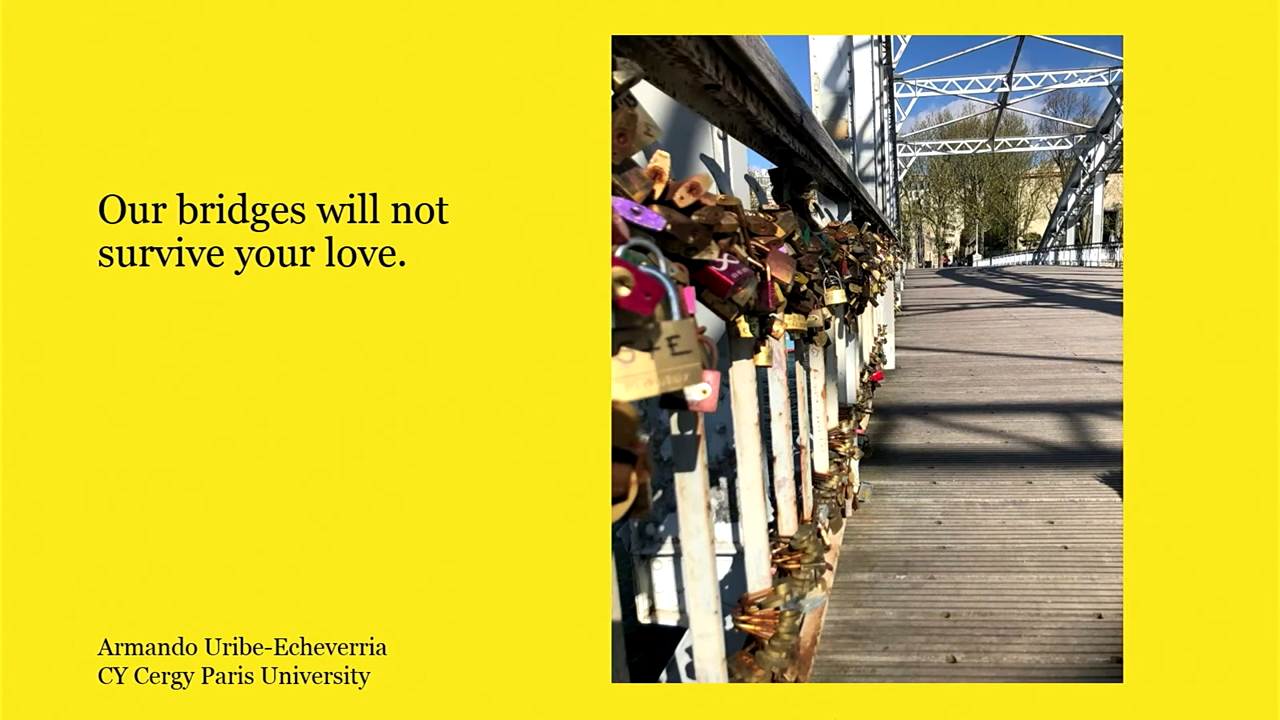 Our bridges will not
survive your love.
Armando Uribe-Echeverria
CY Cergy Paris University